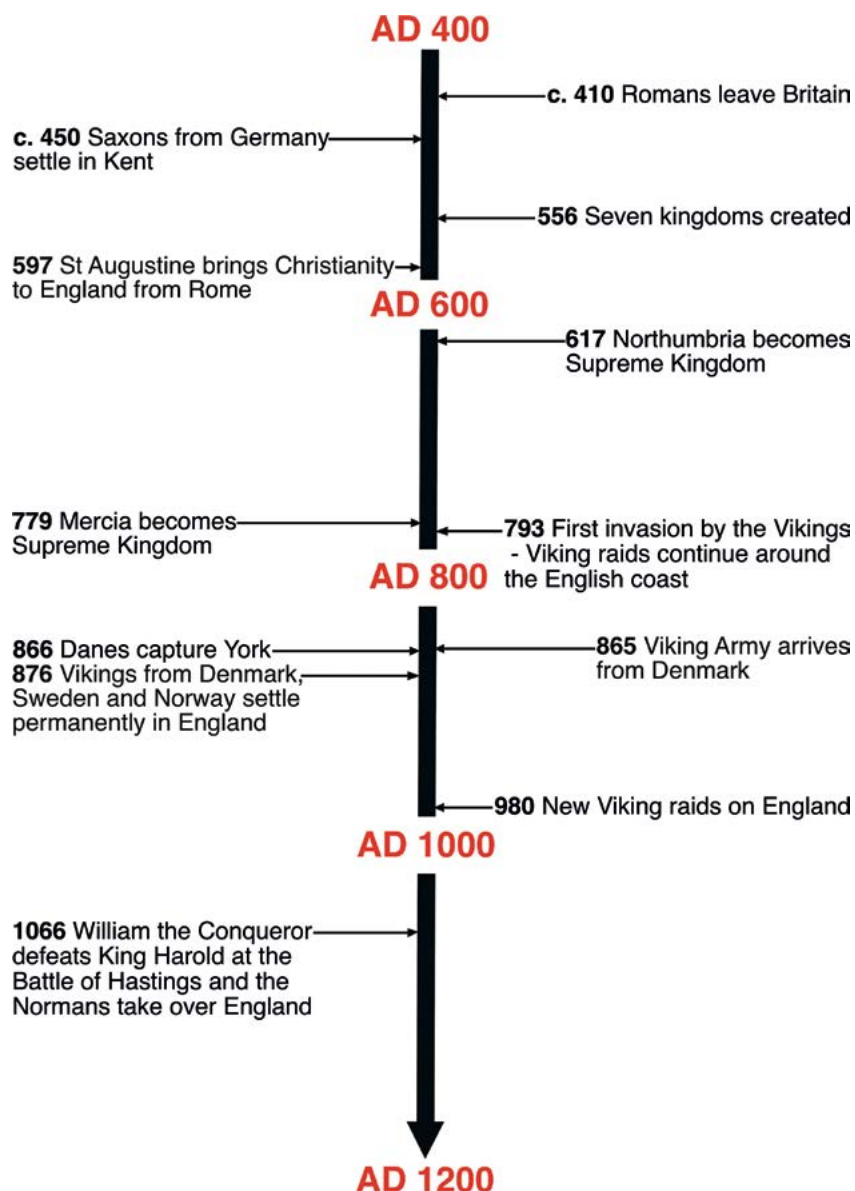 AD 400
c. 410 Romans leave Britain
c. 450 Saxons from Germany
settle in Kent
556 Seven kingdoms created
597 St Augustine brings Christianity
to England from Rome
AD 600
617 Northumbria becomes
Supreme Kingdom
779 Mercia becomes
Supreme Kingdom
793 First invasion by the Vikings
- Viking raids continue around
the English coast
AD 800
865 Viking Army arrives
from Denmark
866 Danes capture York
876 Vikings from Denmark,
Sweden and Norway settle
permanently in England
980 New Viking raids on England
AD 1000
1066 William the Conqueror
defeats King Harold at the
Battle of Hastings and the
Normans take over England
AD 1200